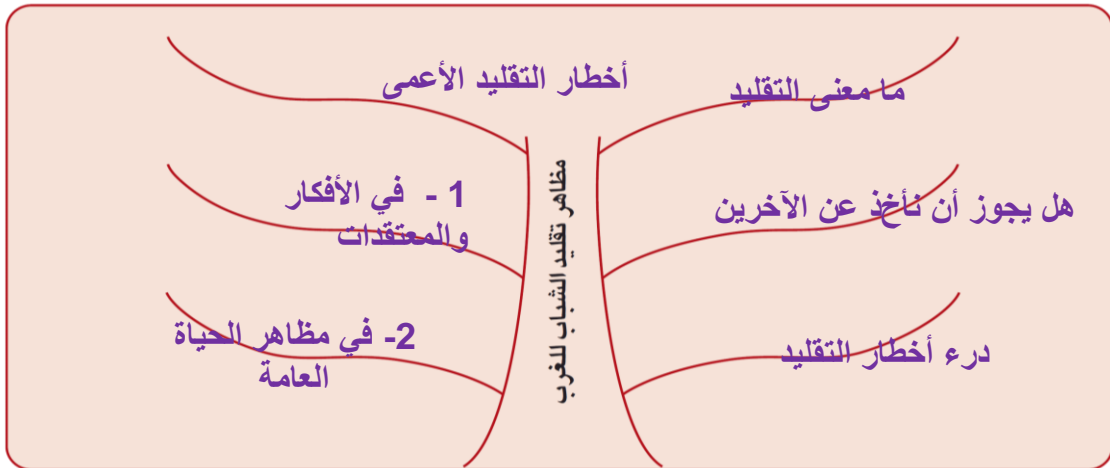 ما معنى التقليد
أخطار التقليد الأعمى
هل يجوز أن نأخذ عن الآخرين
1 - في الأفكار
والمعتقدات
درء أخطار التقليد
2- في مظاهر الحياة
العامة
مظاهر تقليد الشباب للغرب